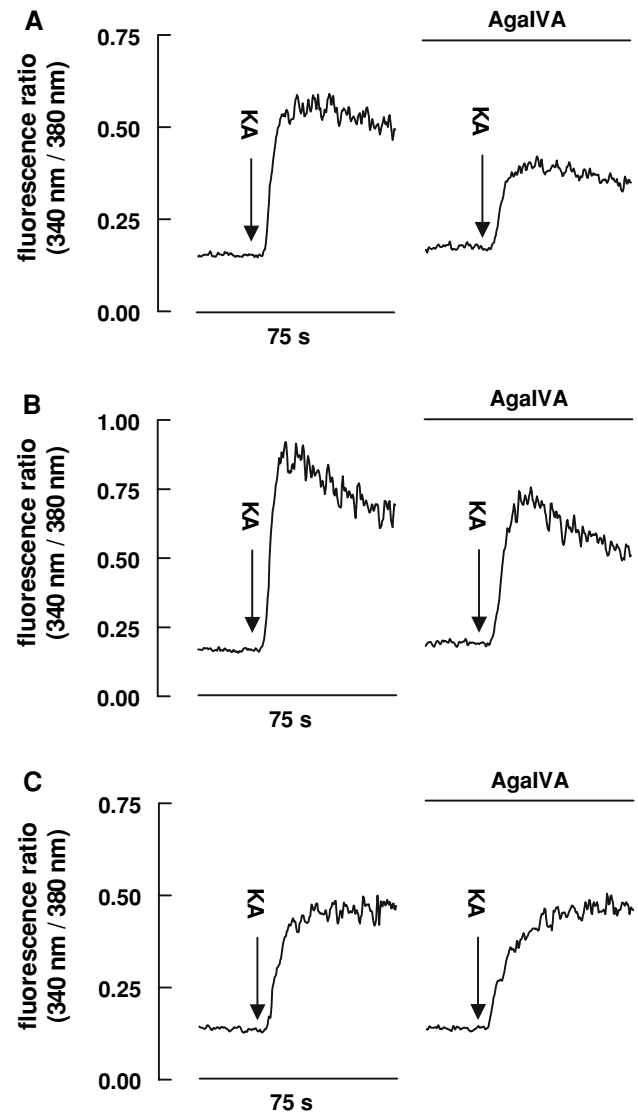 A
AgaIVA
fluorescence ratio
(340 nm / 380 nm)
0.75
0.50
0.25
0.00
KA
KA
75 s
B
AgaIVA
fluorescence ratio
(340 nm / 380 nm)
1.00
0.75
0.50
0.25
0.00
KA
KA
75 s
C
AgaIVA
fluorescence ratio
(340 nm / 380 nm)
0.75
0.50
0.25
0.00
KA
KA
75 s